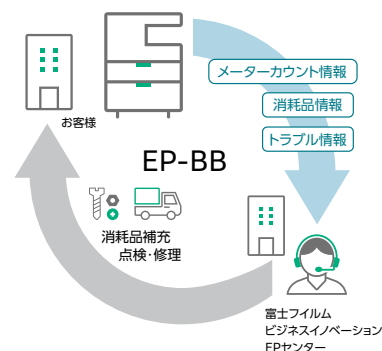 メーターカウント情報
消耗品情報
トラブル情報
お客様
EP-BB
消耗品補充
点検・修理
富士フイルム
ビジネスイノベーション
EPセンター